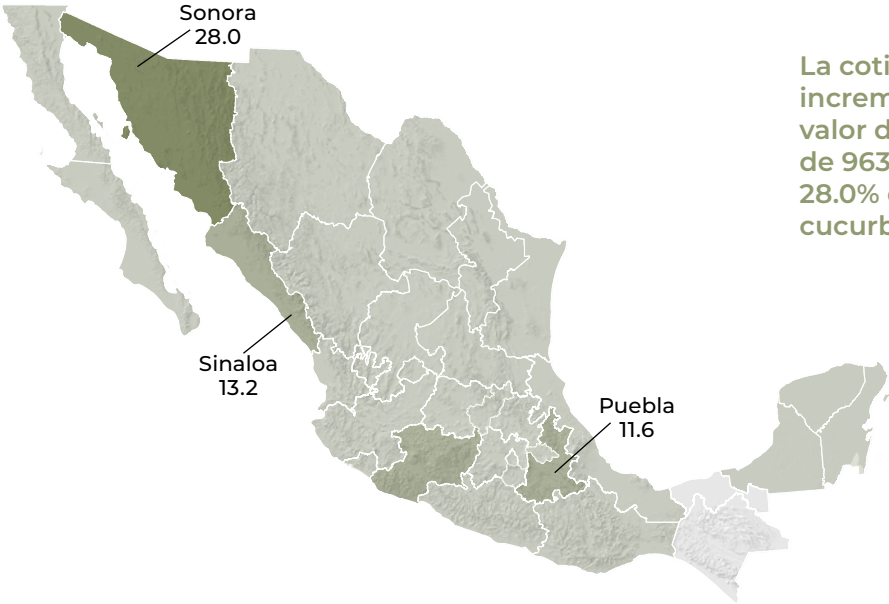 Sonora
28.0
La coti
increm
valor d
de 963
28.0%
cucurb
Sinaloa
13.2
Puebla
11.6